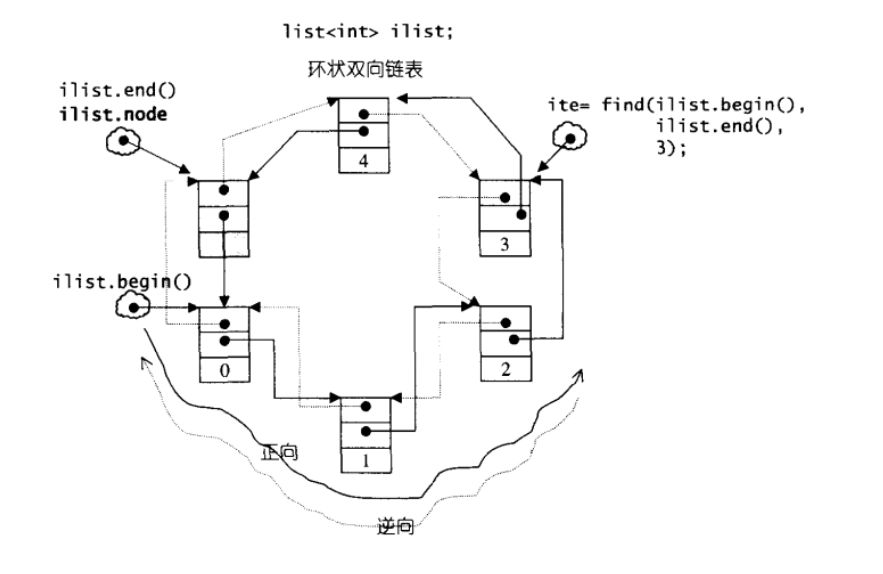 list<int> ilist;
环状双向链表
ilist.end()
ilist.node
ite= find(ilist.begin(),
ilist.end(),
3);
4
3
ilist.begin()
0
2
1
正向
逆向